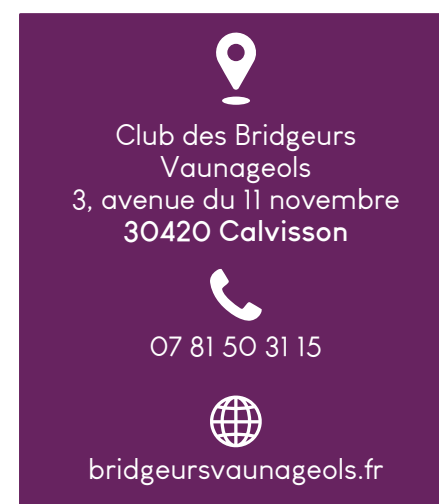 Club des Bridgeurs
Vaunageols
3, avenue du 11 novembre
30420 Calvisson
07 81 50 31 15
bridgeursvaunageols.fr